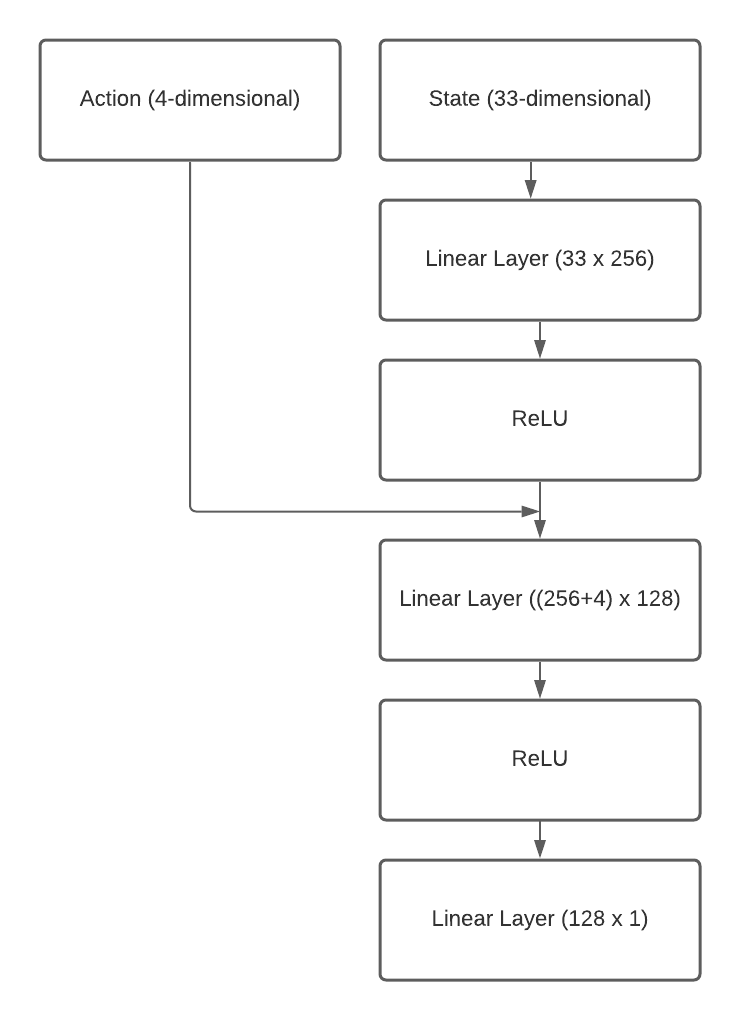 Action (4-dimensional)
State (33-dimensional)
Linear Layer (33 x 256)
ReLU
Linear Layer ((256+4) x 128)
ReLU
Linear Layer (128 x 1)